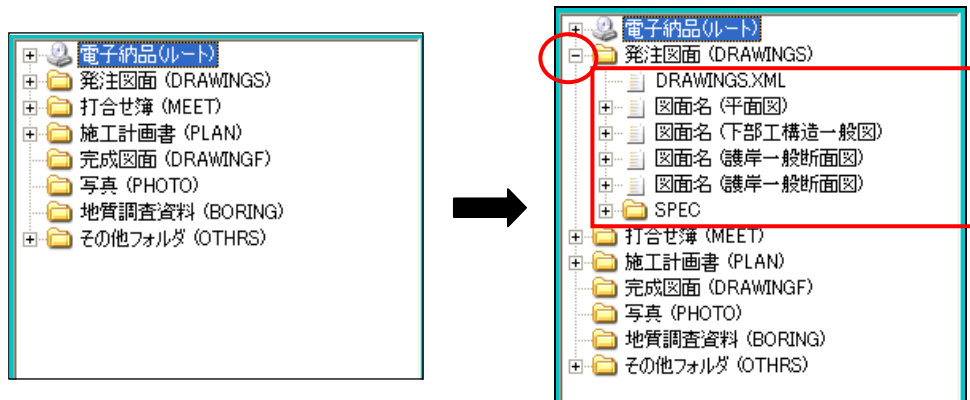 電子納品(ルート)
発注図面 (DRAWINGS)
打合せ簿 (MEET)
施工計画書 (PLAN)
完成図面 (DRAWINGF)
写真 (PHOTO)
地質調査資料 (BORING)
その他フォルダ (OTHRS)
電子納品(ルート)
発注図面 (DRAWINGS)
DRAWINGS.XML
図面名 (平面図)
図面名 (下部工構造一般図)
図面名 (護岸一般断面図)
図面名 (護岸一般断面図)
SPEC
打合せ簿 (MEET)
施工計画書 (PLAN)
完成図面 (DRAWINGF)
写真 (PHOTO)
地質調査資料 (BORING)
その他フォルダ (OTHRS)